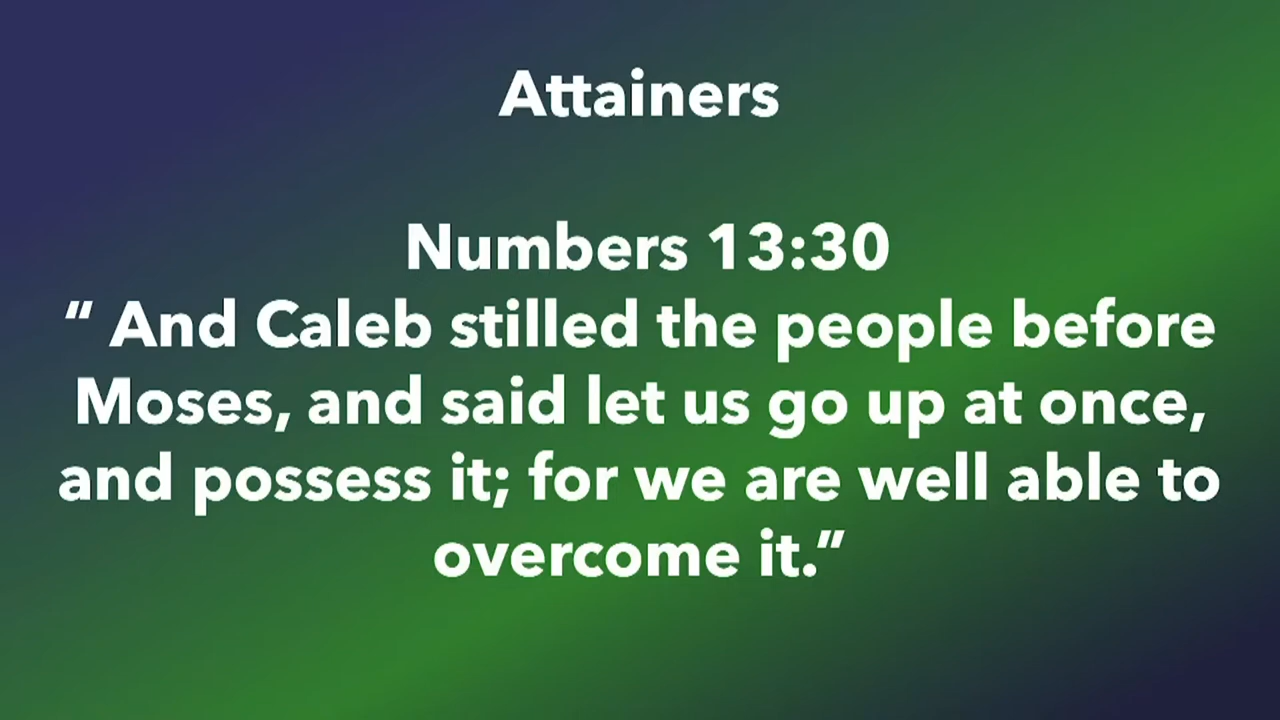 Attainers
Numbers 13:30
“ And Caleb stilled the people before
Moses, and said let us go up at once,
and possess it; for we are well able to
overcome it.”